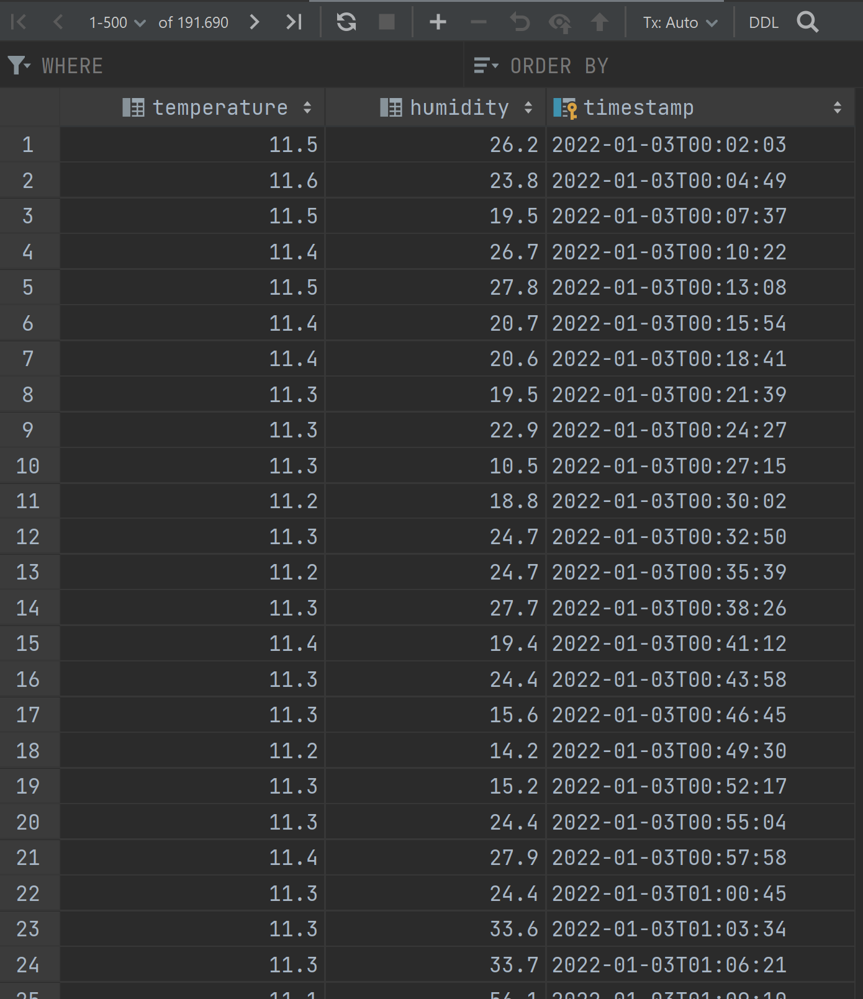 1-500 of 191.690 Tx: Auto DDL
WHERE ORDER BY
temperature humidity timestamp
1 11.5 26.2 2022-01-03T00:02:03
2 11.6 23.8 2022-01-03T00:04:49
3 11.5 19.5 2022-01-03T00:07:37
4 11.4 26.7 2022-01-03T00:10:22
5 11.5 27.8 2022-01-03T00:13:08
6 11.4 20.7 2022-01-03T00:15:54
7 11.4 20.6 2022-01-03T00:18:41
8 11.3 19.5 2022-01-03T00:21:39
9 11.3 22.9 2022-01-03T00:24:27
10 11.3 10.5 2022-01-03T00:27:15
11 11.2 18.8 2022-01-03T00:30:02
12 11.3 24.7 2022-01-03T00:32:50
13 11.2 24.7 2022-01-03T00:35:39
14 11.3 27.7 2022-01-03T00:38:26
15 11.4 19.4 2022-01-03T00:41:12
16 11.3 24.4 2022-01-03T00:43:58
17 11.3 15.6 2022-01-03T00:46:45
18 11.2 14.2 2022-01-03T00:49:30
19 11.3 15.2 2022-01-03T00:52:17
20 11.3 24.4 2022-01-03T00:55:04
21 11.4 27.9 2022-01-03T00:57:58
22 11.3 24.4 2022-01-03T01:00:45
23 11.3 33.6 2022-01-03T01:03:34
24 11.3 33.7 2022-01-03T01:06:21